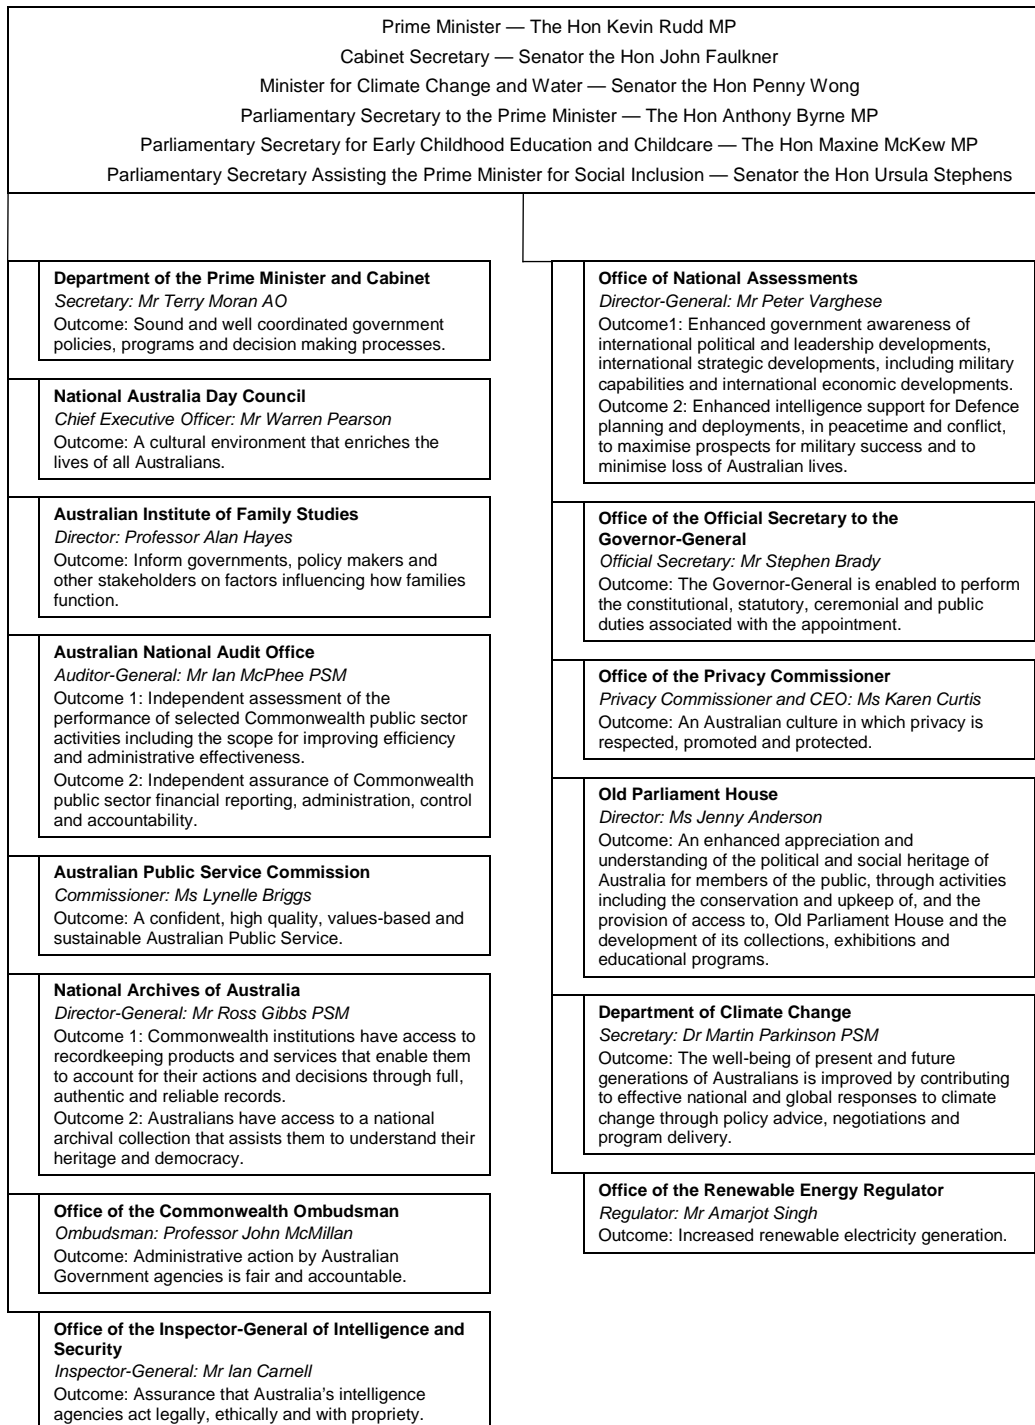 Prime Minister — The Hon Kevin Rudd MP
Cabinet Secretary — Senator the Hon John Faulkner
Minister for Climate Change and Water — Senator the Hon Penny Wong
Parliamentary Secretary to the Prime Minister — The Hon Anthony Byrne MP
Parliamentary Secretary for Early Childhood Education and Childcare — The Hon Maxine McKew MP
Parliamentary Secretary Assisting the Prime Minister for Social Inclusion — Senator the Hon Ursula Stephens
Department of the Prime Minister and Cabinet
Secretary: Mr Terry Moran AO
Outcome: Sound and well coordinated government
policies, programs and decision making processes.
National Australia Day Council
Chief Executive Officer: Mr Warren Pearson
Outcome: A cultural environment that enriches the
lives of all Australians.
Australian Institute of Family Studies
Director: Professor Alan Hayes
Outcome: Inform governments, policy makers and
other stakeholders on factors influencing how families
function.
Australian National Audit Office
Auditor-General: Mr Ian McPhee PSM
Outcome 1: Independent assessment of the
performance of selected Commonwealth public sector
activities including the scope for improving efficiency
and administrative effectiveness.
Outcome 2: Independent assurance of Commonwealth
public sector financial reporting, administration, control
and accountability.
Australian Public Service Commission
Commissioner: Ms Lynelle Briggs
Outcome: A confident, high quality, values-based and
sustainable Australian Public Service.
National Archives of Australia
Director-General: Mr Ross Gibbs PSM
Outcome 1: Commonwealth institutions have access to
recordkeeping products and services that enable them
to account for their actions and decisions through full,
authentic and reliable records.
Outcome 2: Australians have access to a national
archival collection that assists them to understand their
heritage and democracy.
Office of the Commonwealth Ombudsman
Ombudsman: Professor John McMillan
Outcome: Administrative action by Australian
Government agencies is fair and accountable.
Office of the Inspector-General of Intelligence and
Security
Inspector-General: Mr Ian Carnell
Outcome: Assurance that Australia's intelligence
agencies act legally, ethically and with propriety.
Office of National Assessments
Director-General: Mr Peter Varghese
Outcome1: Enhanced government awareness of
international political and leadership developments,
international strategic developments, including military
capabilities and international economic developments.
Outcome 2: Enhanced intelligence support for Defence
planning and deployments, in peacetime and conflict,
to maximise prospects for military success and to
minimise loss of Australian lives.
Office of the Official Secretary to the
Governor-General
Official Secretary: Mr Stephen Brady
Outcome: The Governor-General is enabled to perform
the constitutional, statutory, ceremonial and public
duties associated with the appointment.
Office of the Privacy Commissioner
Privacy Commissioner and CEO: Ms Karen Curtis
Outcome: An Australian culture in which privacy is
respected, promoted and protected.
Old Parliament House
Director: Ms Jenny Anderson
Outcome: An enhanced appreciation and
understanding of the political and social heritage of
Australia for members of the public, through activities
including the conservation and upkeep of, and the
provision of access to, Old Parliament House and the
development of its collections, exhibitions and
educational programs.
Department of Climate Change
Secretary: Dr Martin Parkinson PSM
Outcome: The well-being of present and future
generations of Australians is improved by contributing
to effective national and global responses to climate
change through policy advice, negotiations and
program delivery.
Office of the Renewable Energy Regulator
Regulator: Mr Amarjot Singh
Outcome: Increased renewable electricity generation.